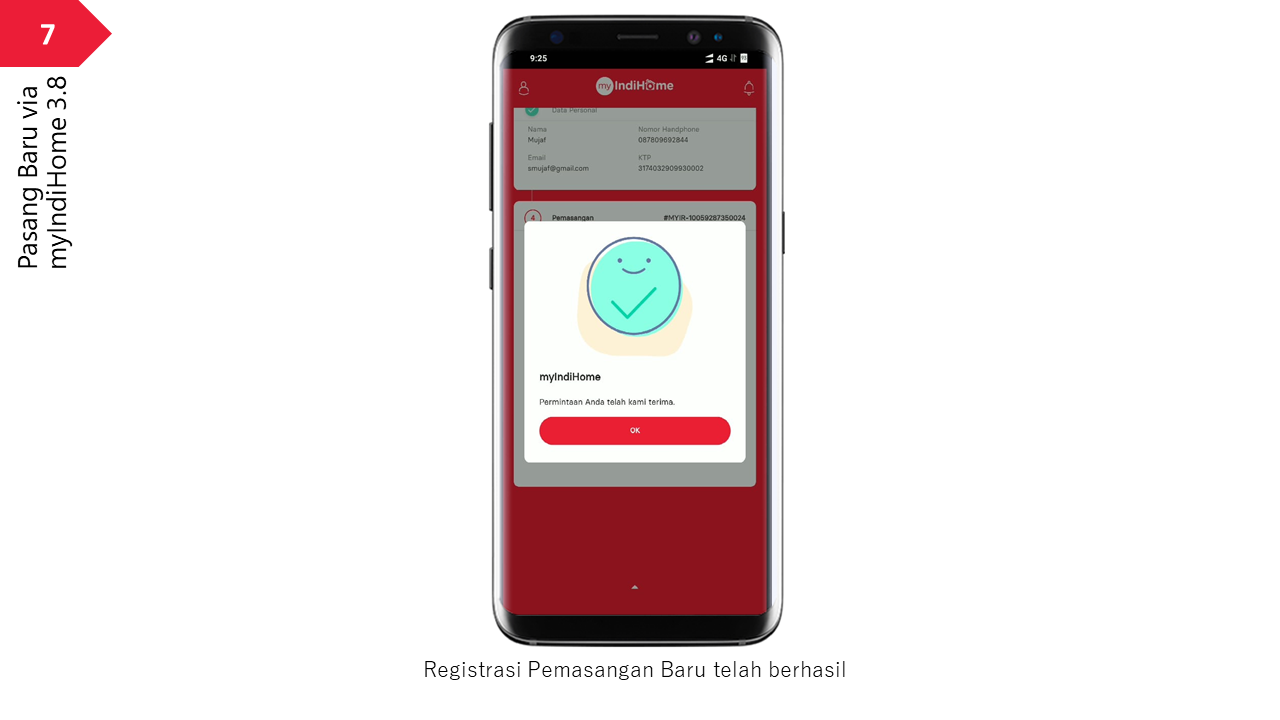 7
Pasang Baru via
myIndiHome 3.8
9:25
4G
myIndiHome
Data Personal
Nama
Nomor Handphone
Mujaf
087809692844
Email
KTP
smujaf@gmail.com
3174032909930002
4
Pemasangan
#MYIR-10059287350024
myIndiHome
Permintaan Anda telah kami terima.
OK
Registrasi Pemasangan Baru telah berhasil